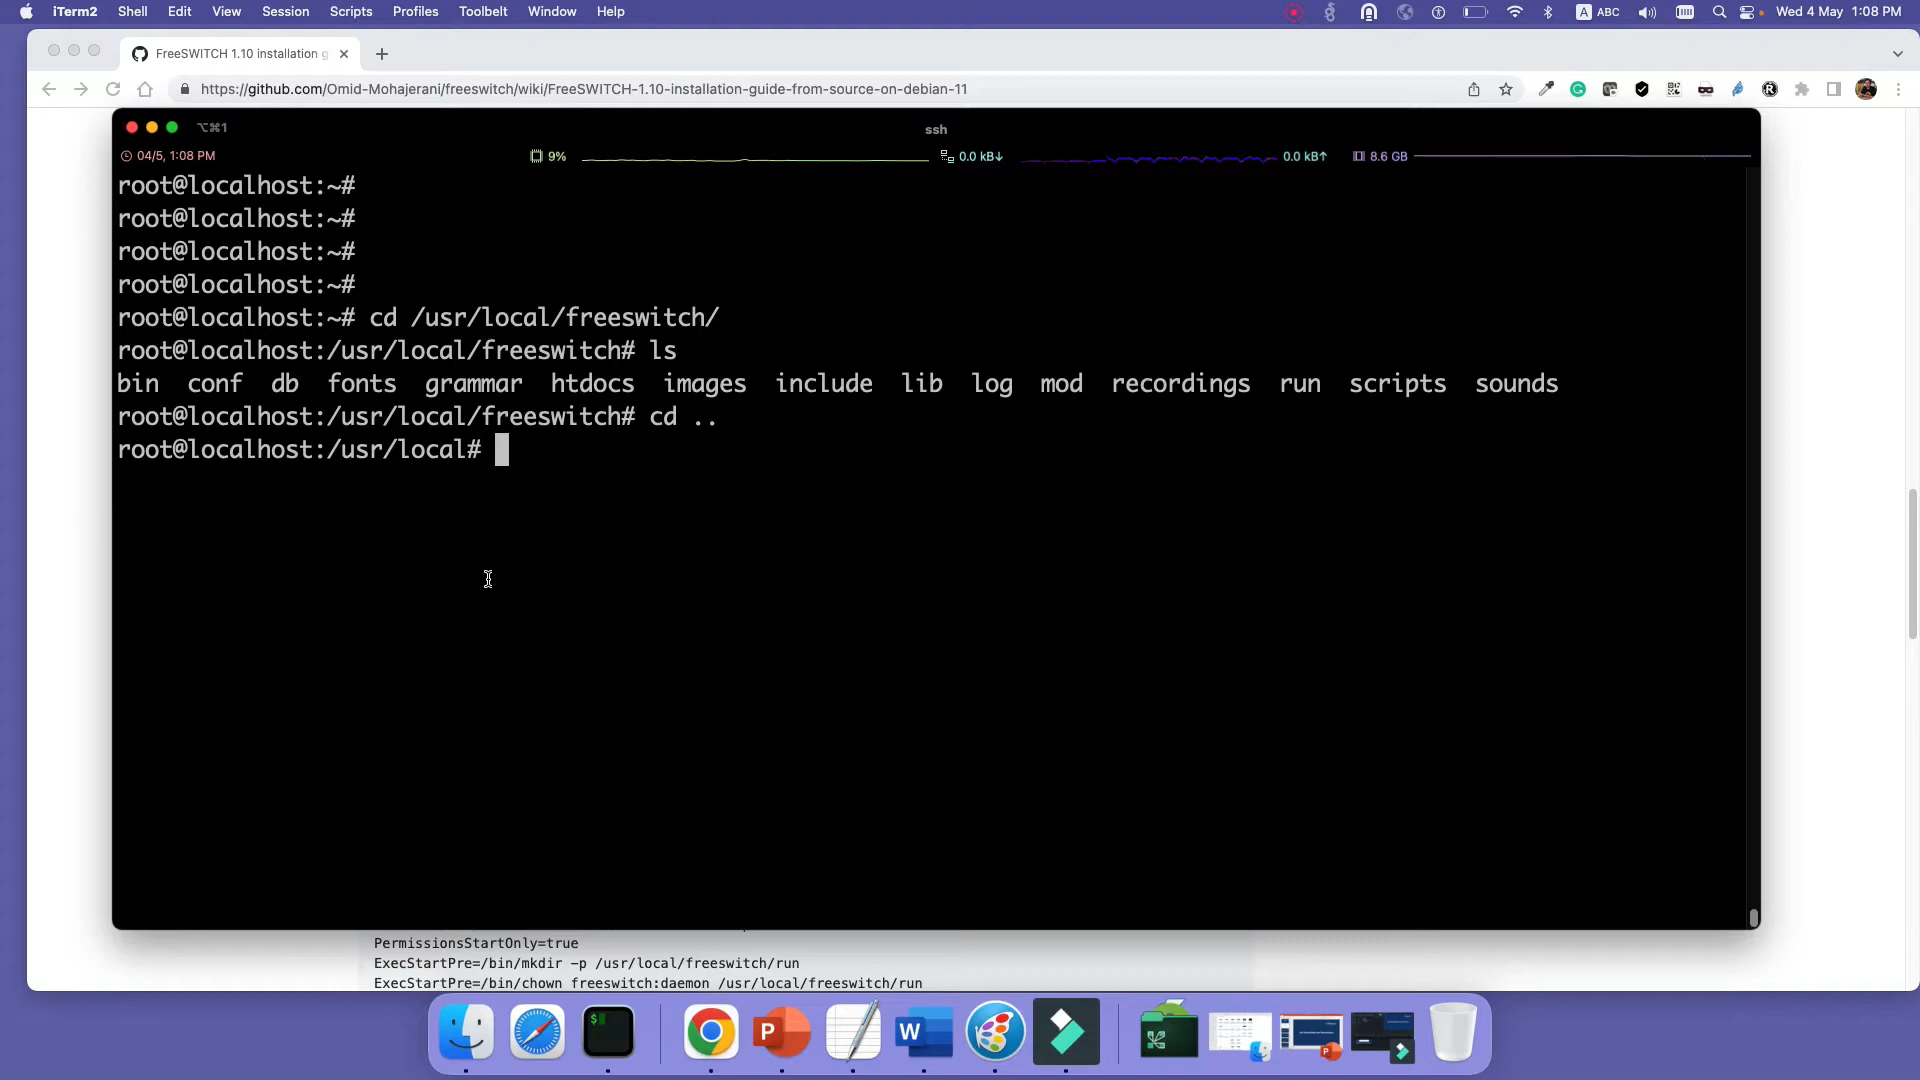 iTerm2 Shell Edit View Session Scripts Profiles Toolbelt Window Help A ABC Wed 4 May 1:08 PM
FreeSWITCH 1.10 installation g
https://github.com/Omid-Mohajerani/freeswitch/wiki/FreeSWITCH-1.10-installation-guide-from-source-on-debian-11
⌥⌘1 ssh
04/5, 1:08 PM 9% 0.0 kB↓ 0.0 kB↑ 8.6 GB
root@localhost:~#
root@localhost:~#
root@localhost:~#
root@localhost:~#
root@localhost:~# cd /usr/local/freeswitch/
root@localhost:/usr/local/freeswitch# ls
bin conf db fonts grammar htdocs images include lib log mod recordings run scripts sounds
root@localhost:/usr/local/freeswitch# cd ..
root@localhost:/usr/local#
PermissionsStartOnly=true
ExecStartPre=/bin/mkdir -p /usr/local/freeswitch/run
ExecStartPre=/bin/chown freeswitch:daemon /usr/local/freeswitch/run
$
P
W